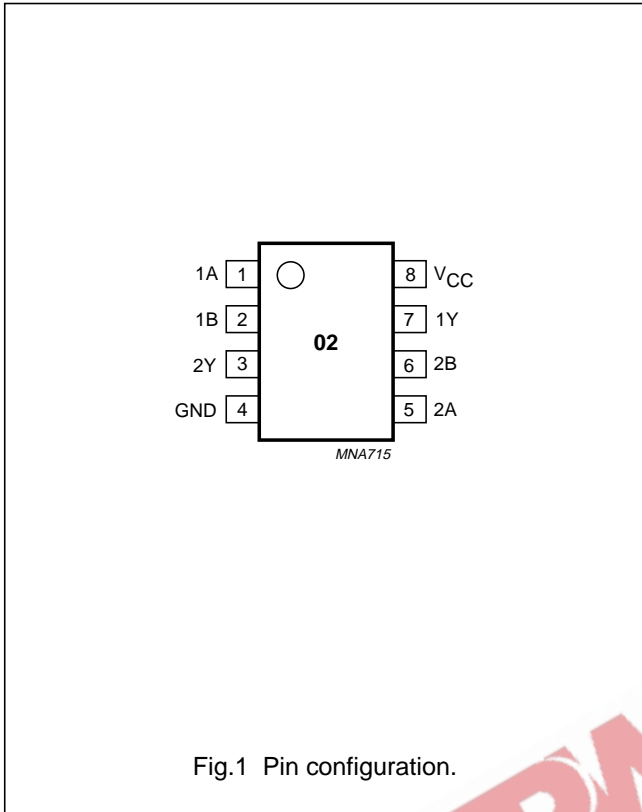 1A 1 8 VCC
1B 2 7 1Y
02
2Y 3 6 2B
GND 4 5 2A
MNA715
Fig.1 Pin configuration.